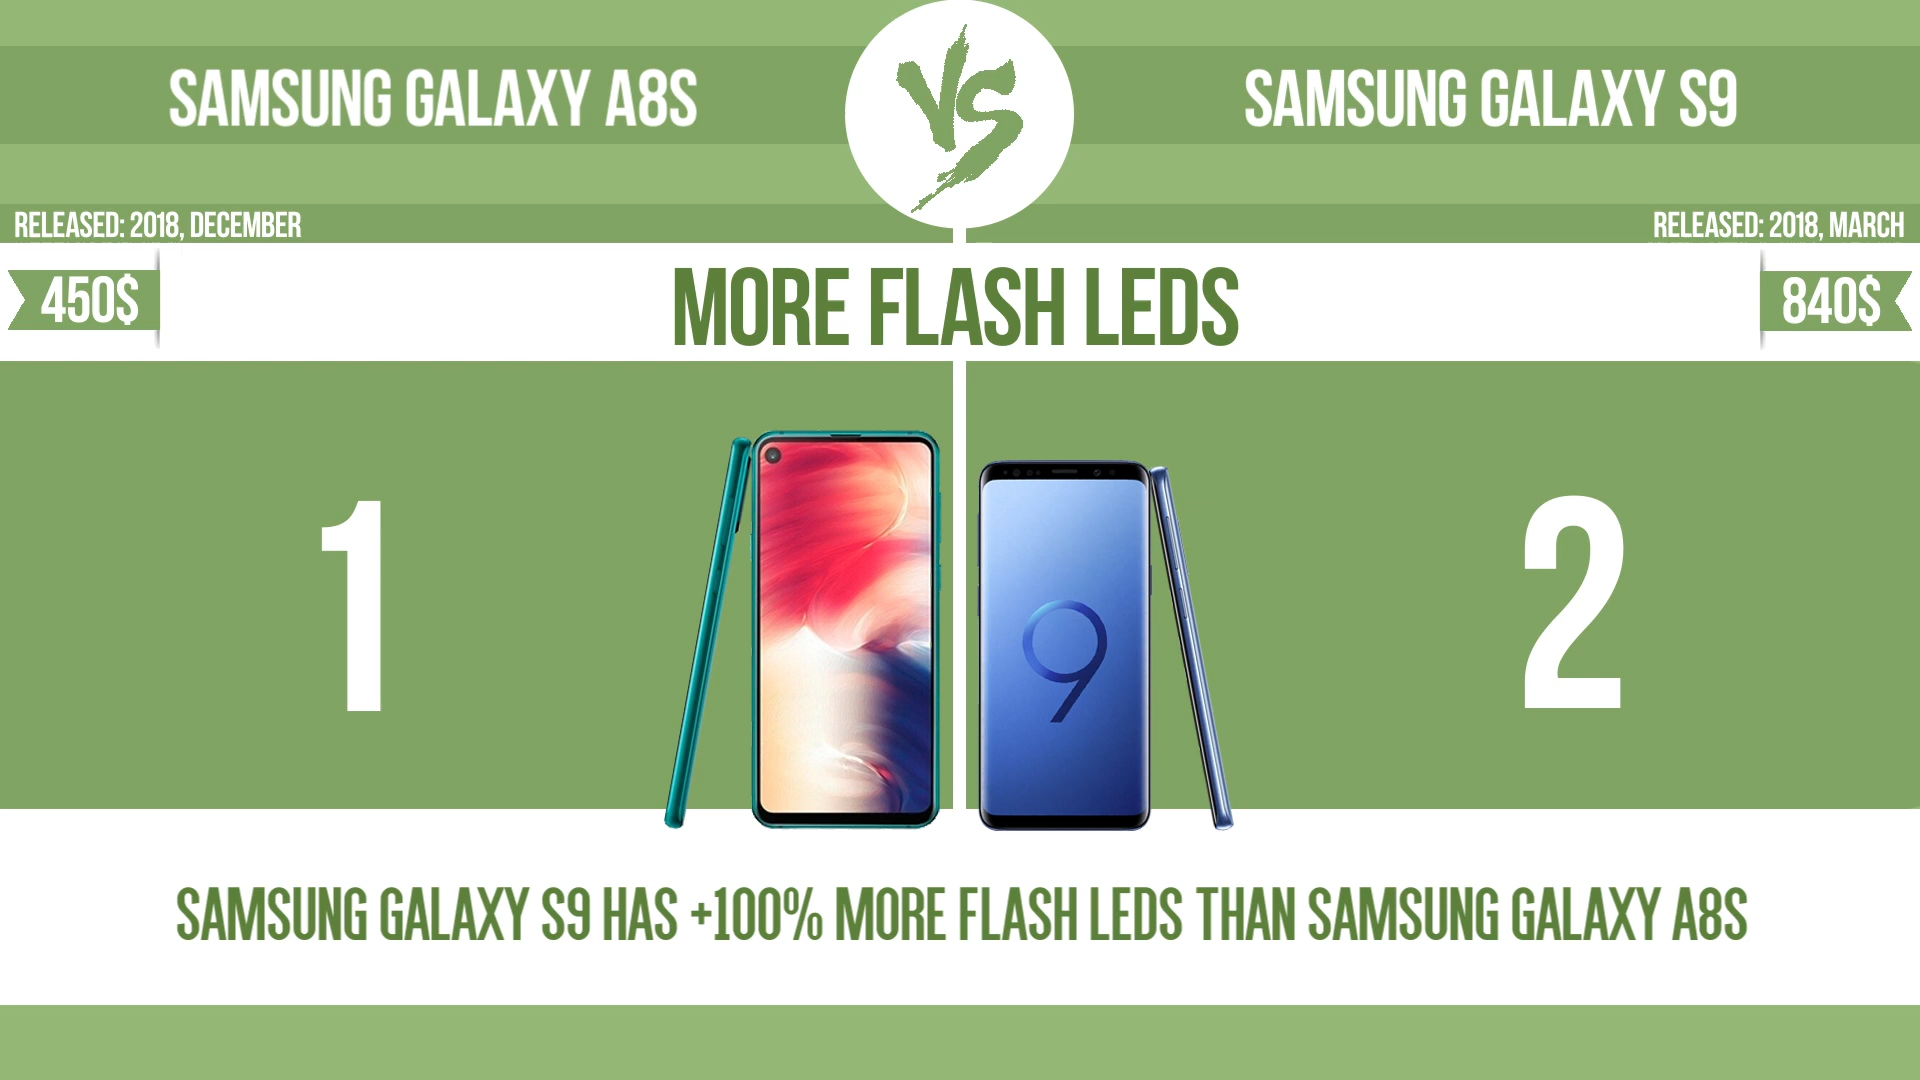 SAMSUNG GALAXY A8S
VS
SAMSUNG GALAXY S9
RELEASED: 2018, DECEMBER
RELEASED: 2018, MARCH
450$
MORE FLASH LEDS
840$
1
2
9
SAMSUNG GALAXY S9 HAS +100% MORE FLASH LEDS THAN SAMSUNG GALAXY A8S